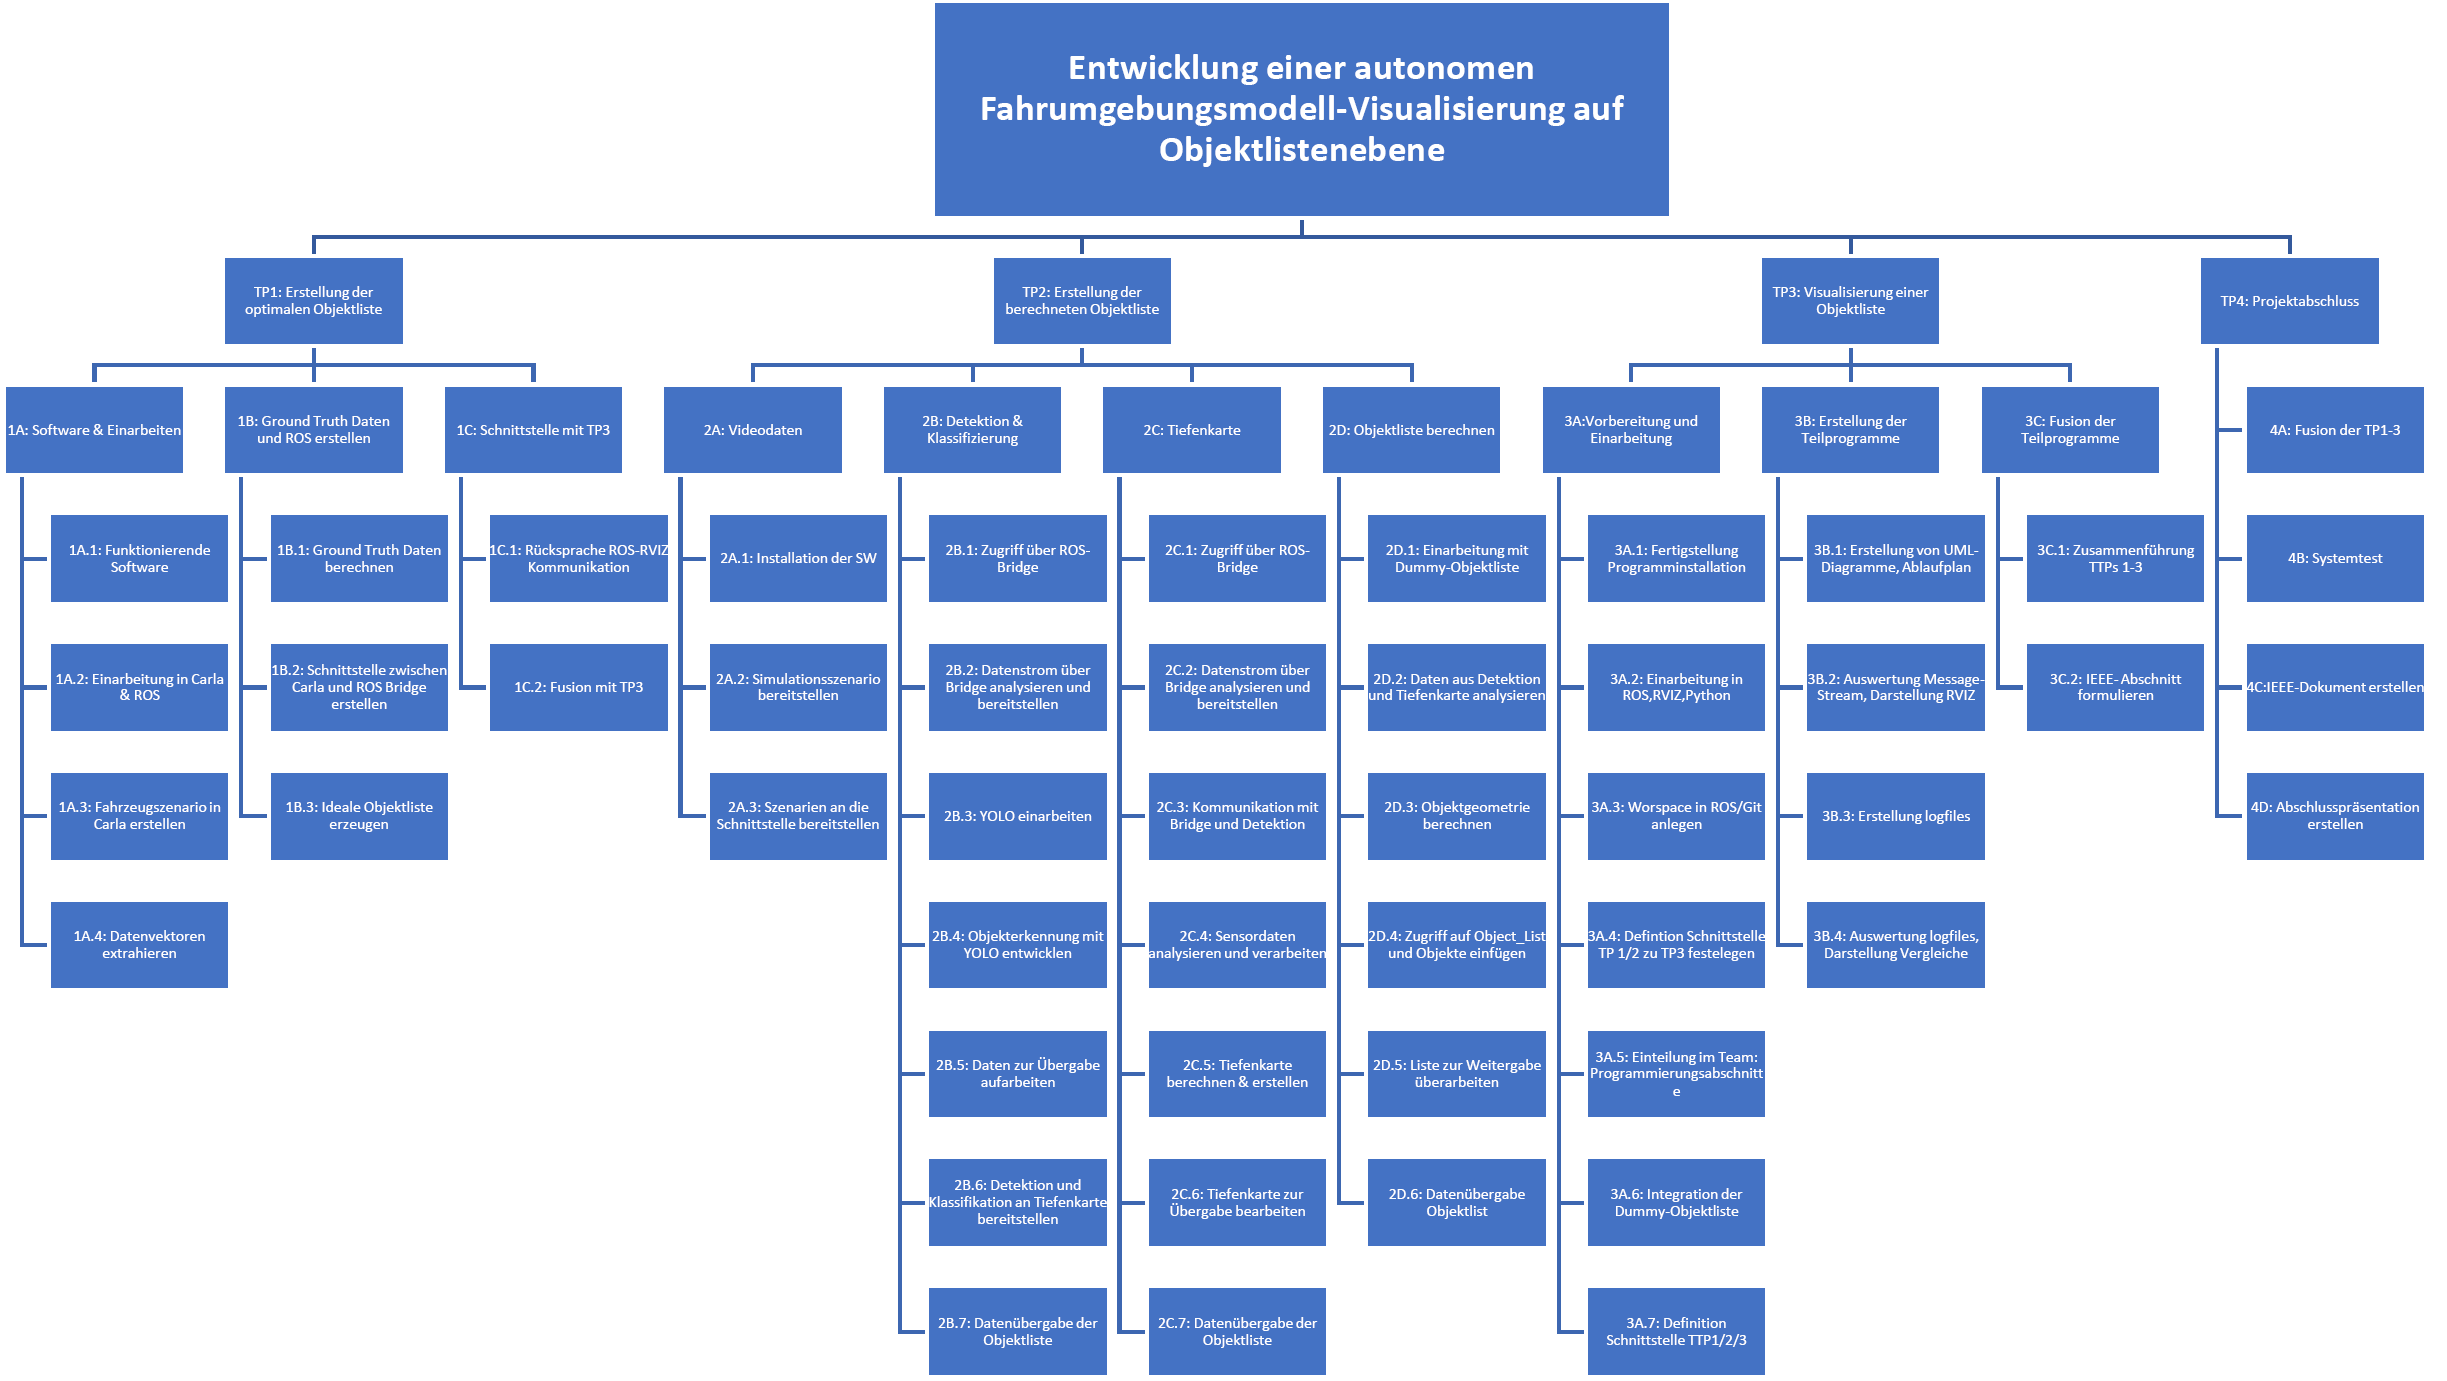 Entwicklung einer autonomen
Fahrumgebungsmodell-Visualisierung auf
Objektlistenebene
TP1: Erstellung der
optimalen Objektliste
1A: Software & Einarbeiten
1A.1: Funktionierende
Software
1A.2: Einarbeitung in Carla
& ROS
1A.3: Fahrzeugszenario in
Carla erstellen
1A.4: Datenvektoren
extrahieren
1B: Ground Truth Daten
und ROS erstellen
1B.1: Ground Truth Daten
berechnen
1B.2: Schnittstelle zwischen
Carla und ROS Bridge
erstellen
1B.3: Ideale Objektliste
erzeugen
1C: Schnittstelle mit TP3
1C.1: Rücksprache ROS-RVIZ
Kommunikation
1C.2: Fusion mit TP3
TP2: Erstellung der
berechneten Objektliste
2A: Videodaten
2A.1: Installation der SW
2A.2: Simulationsszenario
bereitstellen
2A.3: Szenarien an die
Schnittstelle bereitstellen
2B: Detektion &
Klassifizierung
2B.1: Zugriff über ROS-
Bridge
2B.2: Datenstrom über
Bridge analysieren und
bereitstellen
2B.3: YOLO einarbeiten
2B.4: Objekterkennung mit
YOLO entwicklen
2B.5: Daten zur Übergabe
aufarbeiten
2B.6: Detektion und
Klassifikation an Tiefenkarte
bereitstellen
2B.7: Datenübergabe der
Objektliste
2C: Tiefenkarte
2C.1: Zugriff über ROS-
Bridge
2C.2: Datenstrom über
Bridge analysieren und
bereitstellen
2C.3: Kommunikation mit
Bridge und Detektion
2C.4: Sensordaten
analysieren und verarbeiten
2C.5: Tiefenkarte
berechnen & erstellen
2C.6: Tiefenkarte zur
Übergabe bearbeiten
2C.7: Datenübergabe der
Objektliste
2D: Objektliste berechnen
2D.1: Einarbeitung mit
Dummy-Objektliste
2D.2: Daten aus Detektion
und Tiefenkarte analysieren
2D.3: Objektgeometrie
berechnen
2D.4: Zugriff auf Object_List
und Objekte einfügen
2D.5: Liste zur Weitergabe
überarbeiten
2D.6: Datenübergabe
Objektlist
TP3: Visualisierung einer
Objektliste
3A:Vorbereitung und
Einarbeitung
3A.1: Fertigstellung
Programminstallation
3A.2: Einarbeitung in
ROS,RVIZ,Python
3A.3: Worspace in ROS/Git
anlegen
3A.4: Defintion Schnittstelle
TP 1/2 zu TP3 festelegen
3A.5: Einteilung im Team:
Programmierungsabschnitt
e
3A.6: Integration der
Dummy-Objektliste
3A.7: Definition
Schnittstelle TTP1/2/3
3B: Erstellung der
Teilprogramme
3B.1: Erstellung von UML-
Diagramme, Ablaufplan
3B.2: Auswertung Message-
Stream, Darstellung RVIZ
3B.3: Erstellung logfiles
3B.4: Auswertung logfiles,
Darstellung Vergleiche
3C: Fusion der
Teilprogramme
3C.1: Zusammenführung
TTPs 1-3
3C.2: IEEE- Abschnitt
formulieren
TP4: Projektabschluss
4A: Fusion der TP1-3
4B: Systemtest
4C:IEEE-Dokument erstellen
4D: Abschlusspräsentation
erstellen